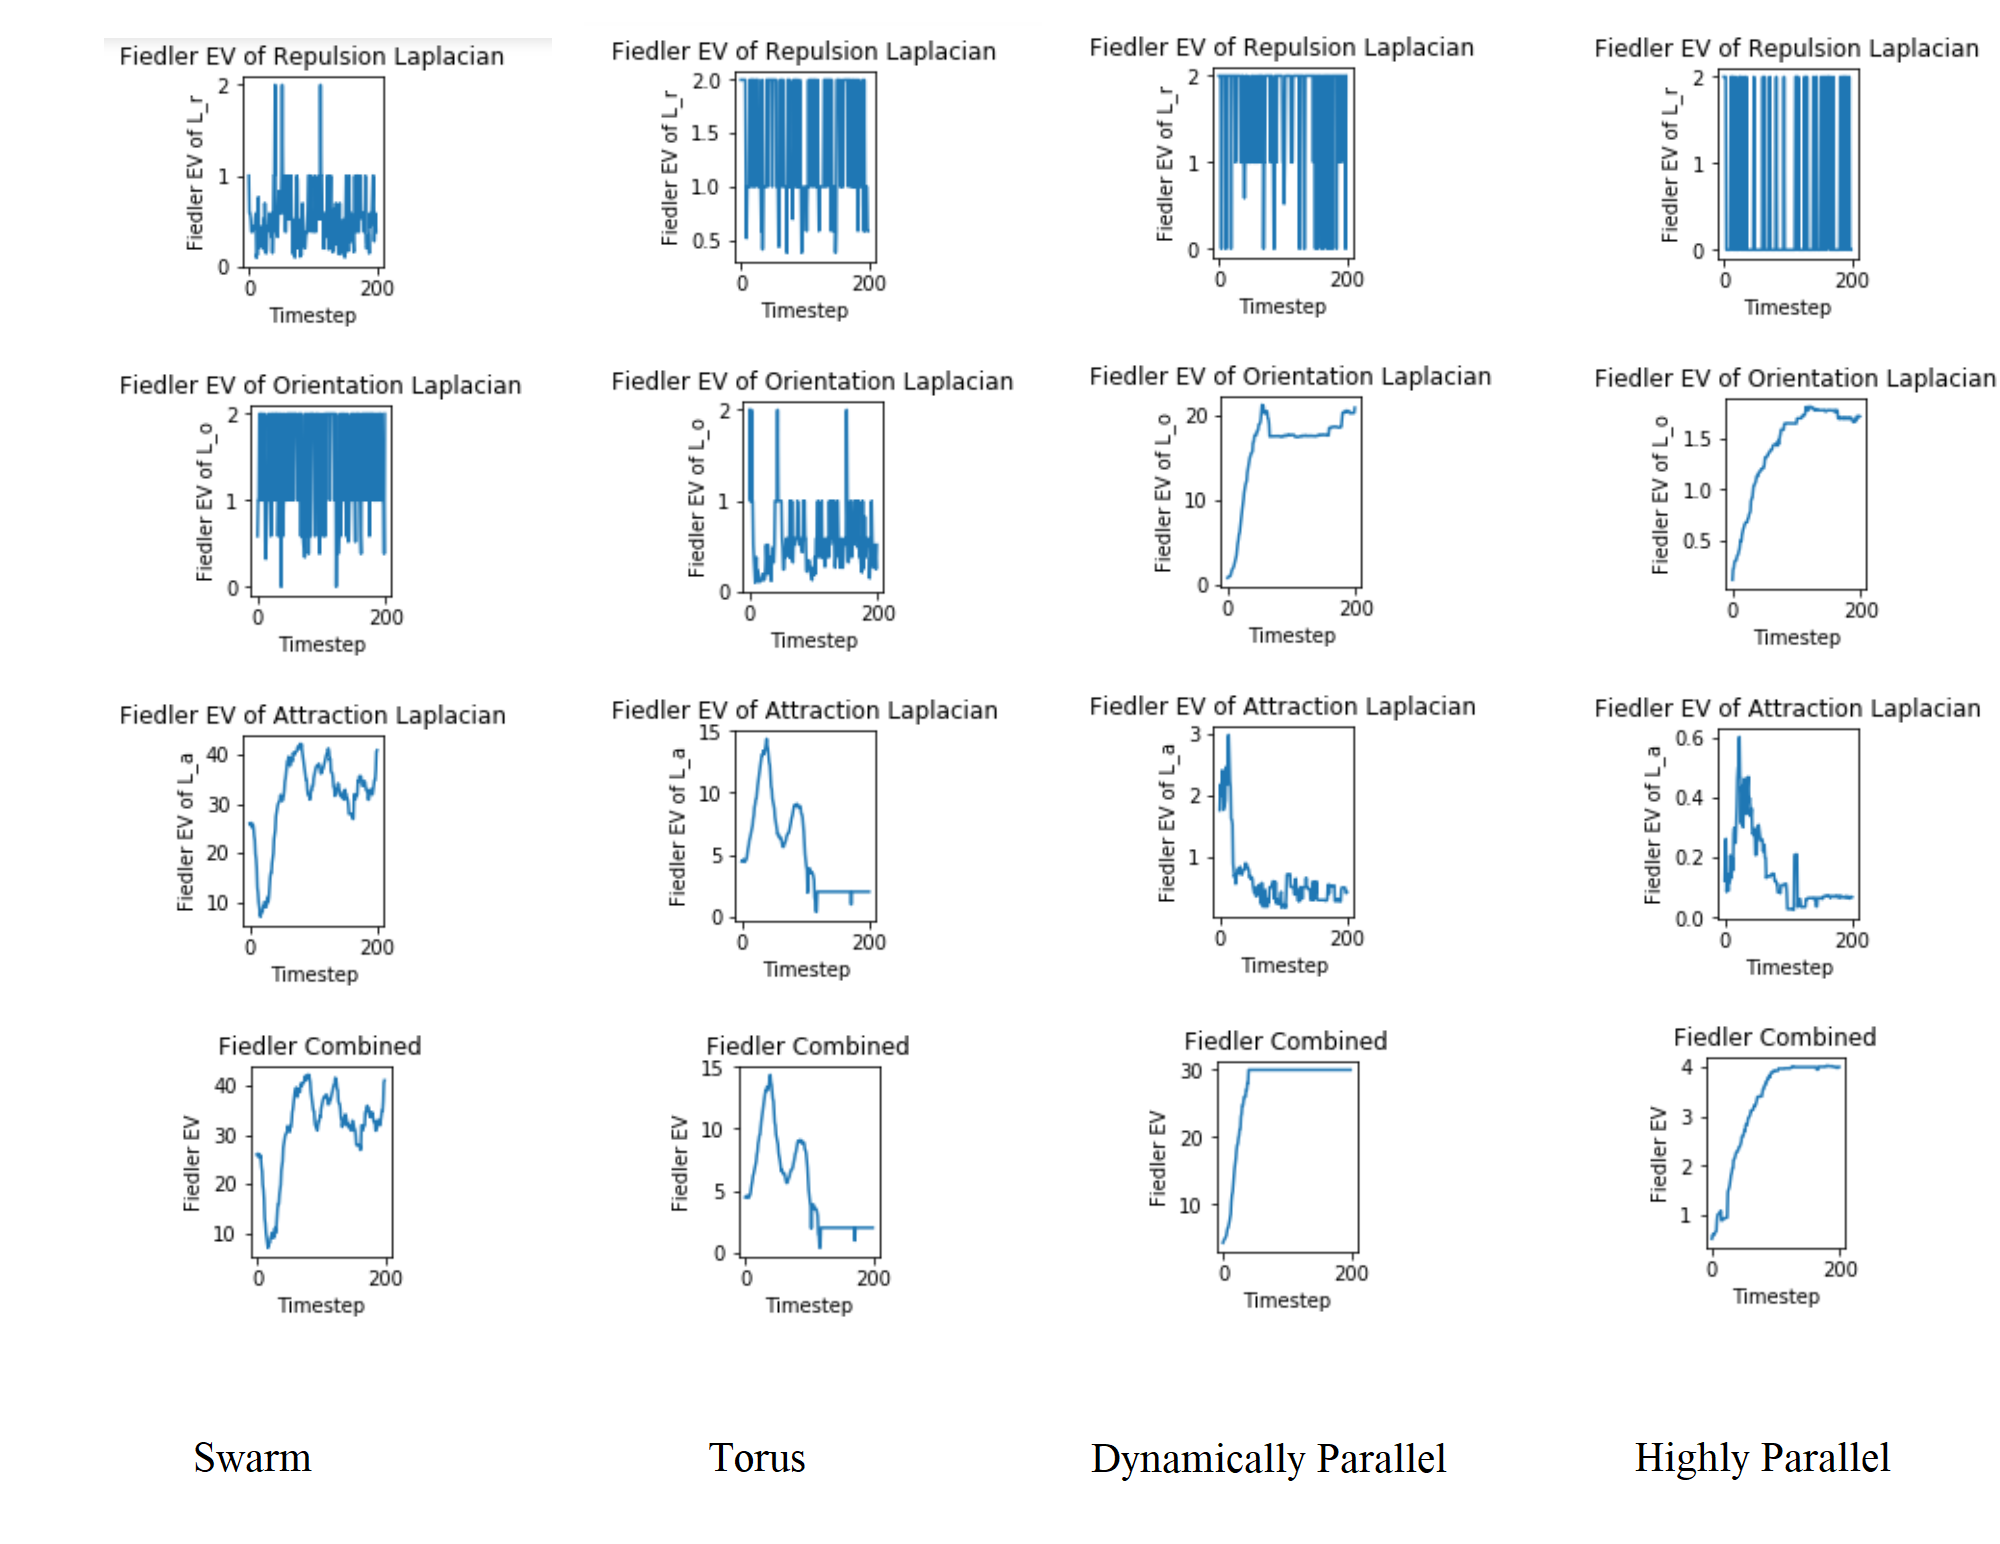 Fiedler EV of Repulsion Laplacian
Fiedler EV of L_r
2
1
0
0
200
Timestep
Fiedler EV of Repulsion Laplacian
Fiedler EV of L_r
2.0
1.5
1.0
0.5
0
200
Timestep
Fiedler EV of Repulsion Laplacian
Fiedler EV of L_r
2
1
0
0
200
Timestep
Fiedler EV of Repulsion Laplacian
Fiedler EV of L_r
2
1
0
0
200
Timestep
Fiedler EV of Orientation Laplacian
Fiedler EV of L_o
2
1
0
0
200
Timestep
Fiedler EV of Orientation Laplacian
Fiedler EV of L_o
2
1
0
0
200
Timestep
Fiedler EV of Orientation Laplacian
Fiedler EV of L_o
20
10
0
0
200
Timestep
Fiedler EV of Orientation Laplacian
Fiedler EV of L_o
1.5
1.0
0.5
0
200
Timestep
Fiedler EV of Attraction Laplacian
Fiedler EV of L_a
40
30
20
10
0
200
Timestep
Fiedler EV of Attraction Laplacian
Fiedler EV of L_a
15
10
5
0
0
200
Timestep
Fiedler EV of Attraction Laplacian
Fiedler EV of L_a
3
2
1
0
200
Timestep
Fiedler EV of Attraction Laplacian
Fiedler EV of L_a
0.6
0.4
0.2
0.0
0
200
Timestep
Fiedler Combined
Fiedler EV
40
30
20
10
0
200
Timestep
Fiedler Combined
Fiedler EV
15
10
5
0
0
200
Timestep
Fiedler Combined
Fiedler EV
30
20
10
0
200
Timestep
Fiedler Combined
Fiedler EV
4
3
2
1
0
200
Timestep
Swarm
Torus
Dynamically Parallel
Highly Parallel